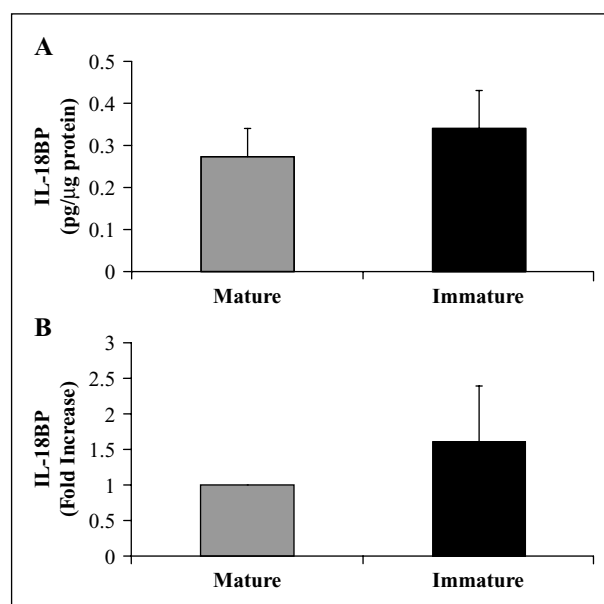 A
IL-18BP
(pg/µg protein)
0.5
0.4
0.3
0.2
0.1
0
Mature Immature
B
IL-18BP
(Fold Increase)
3
2.5
2
1.5
1
0.5
0
Mature Immature